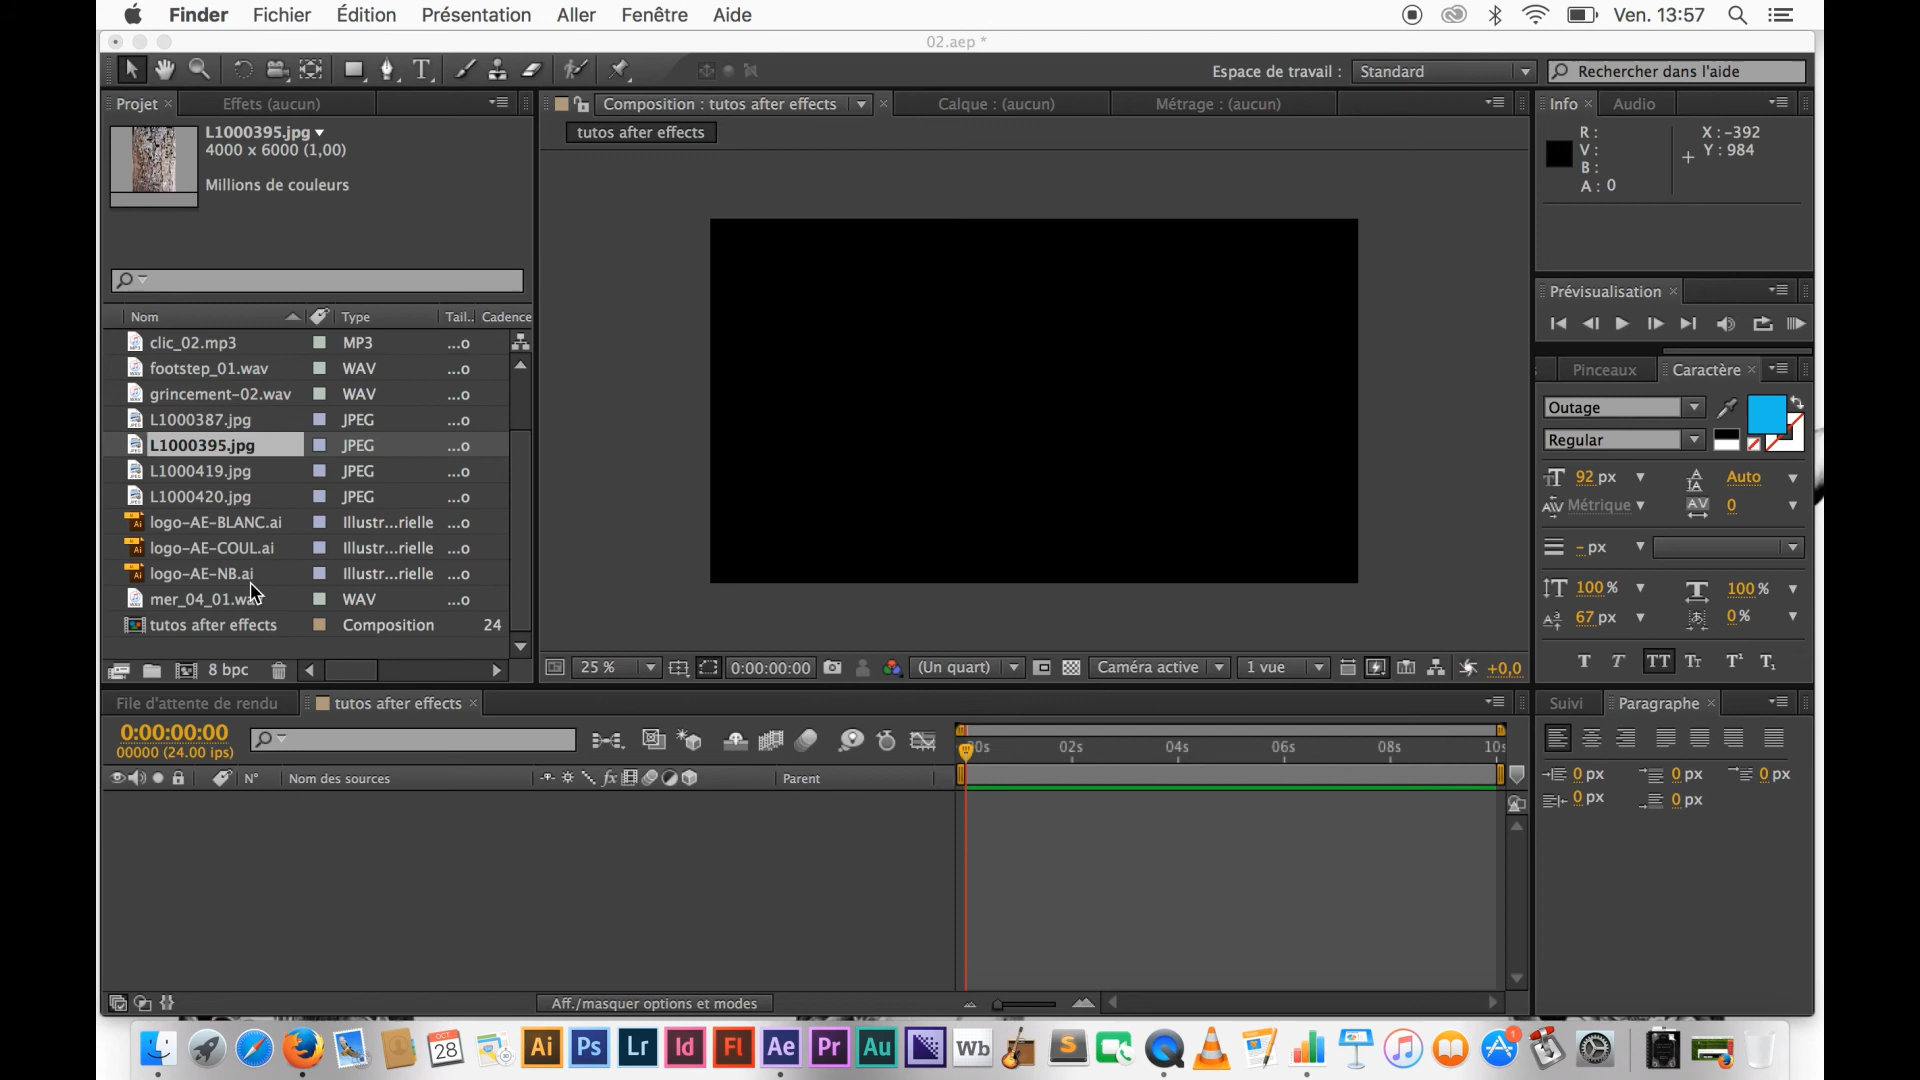 Finder Fichier Édition Présentation Aller Fenêtre Aide Ven. 13:57
02.aep *
Espace de travail : Standard Rechercher dans l'aide
Projet Effets (aucun) Composition : tutos after effects Calque : (aucun) Métrage : (aucun) Info Audio
L1000395.jpg
4000 x 6000 (1,00)
Millions de couleurs
tutos after effects
R :
V :
B :
A : 0
X : -392
Y : 984
Prévisualisation
Nom Type Tail.. Cadence
clic_02.mp3 MP3 ...o
footstep_01.wav WAV ...o
grincement-02.wav WAV ...o
L1000387.jpg JPEG ...o
L1000395.jpg JPEG ...o
L1000419.jpg JPEG ...o
L1000420.jpg JPEG ...o
logo-AE-BLANC.ai Illustr...rielle ...o
logo-AE-COUL.ai Illustr...rielle ...o
logo-AE-NB.ai Illustr...rielle ...o
mer_04_01.wav WAV ...o
tutos after effects Composition 24
8 bpc
25 % 0:00:00:00 (Un quart) Caméra active 1 vue +0,0
Pinceaux Caractère
Outage
Regular
92 px Auto
Métrique 0
- px
100 % 100 %
67 px 0 %
T T TT Tt T¹ T₁
File d'attente de rendu tutos after effects
0:00:00:00
00000 (24.00 ips)
00s 02s 04s 06s 08s 10s
N° Nom des sources fx Parent
Aff./masquer options et modes
Suivi Paragraphe
0 px 0 px 0 px
0 px 0 px
OCT 28 Ai Ps Lr Id Fl Ae Pr Au Wb S 1